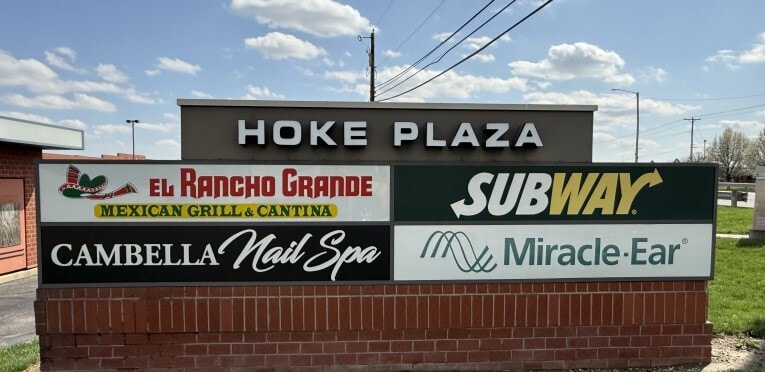 HOKE PLAZA
EL RANCHO GRANDE
MEXICAN GRILL & CANTINA
SUBWAY®
CAMBELLA Nail Spa
Miracle-Ear®